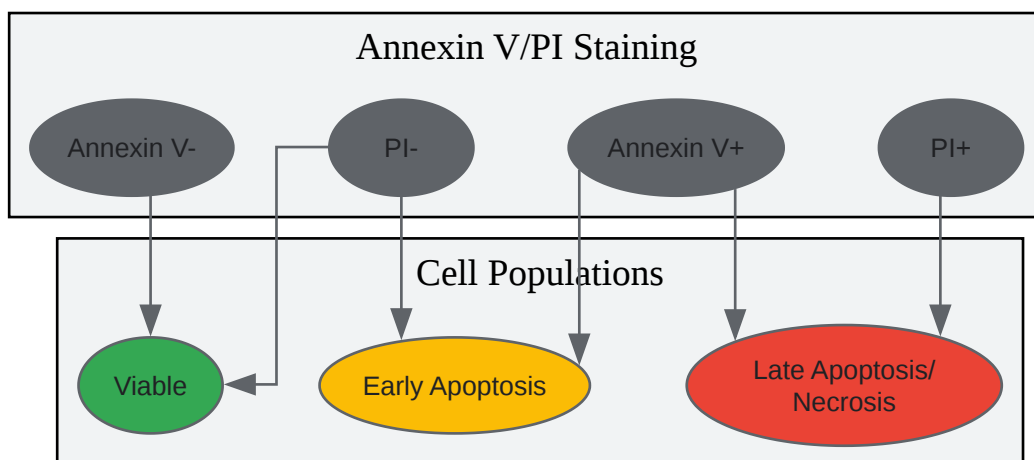 Annexin V/PI Staining
Annexin V-
PI-
Annexin V+
PI+
Cell Populations
Viable
Early Apoptosis
Late Apoptosis/
Necrosis